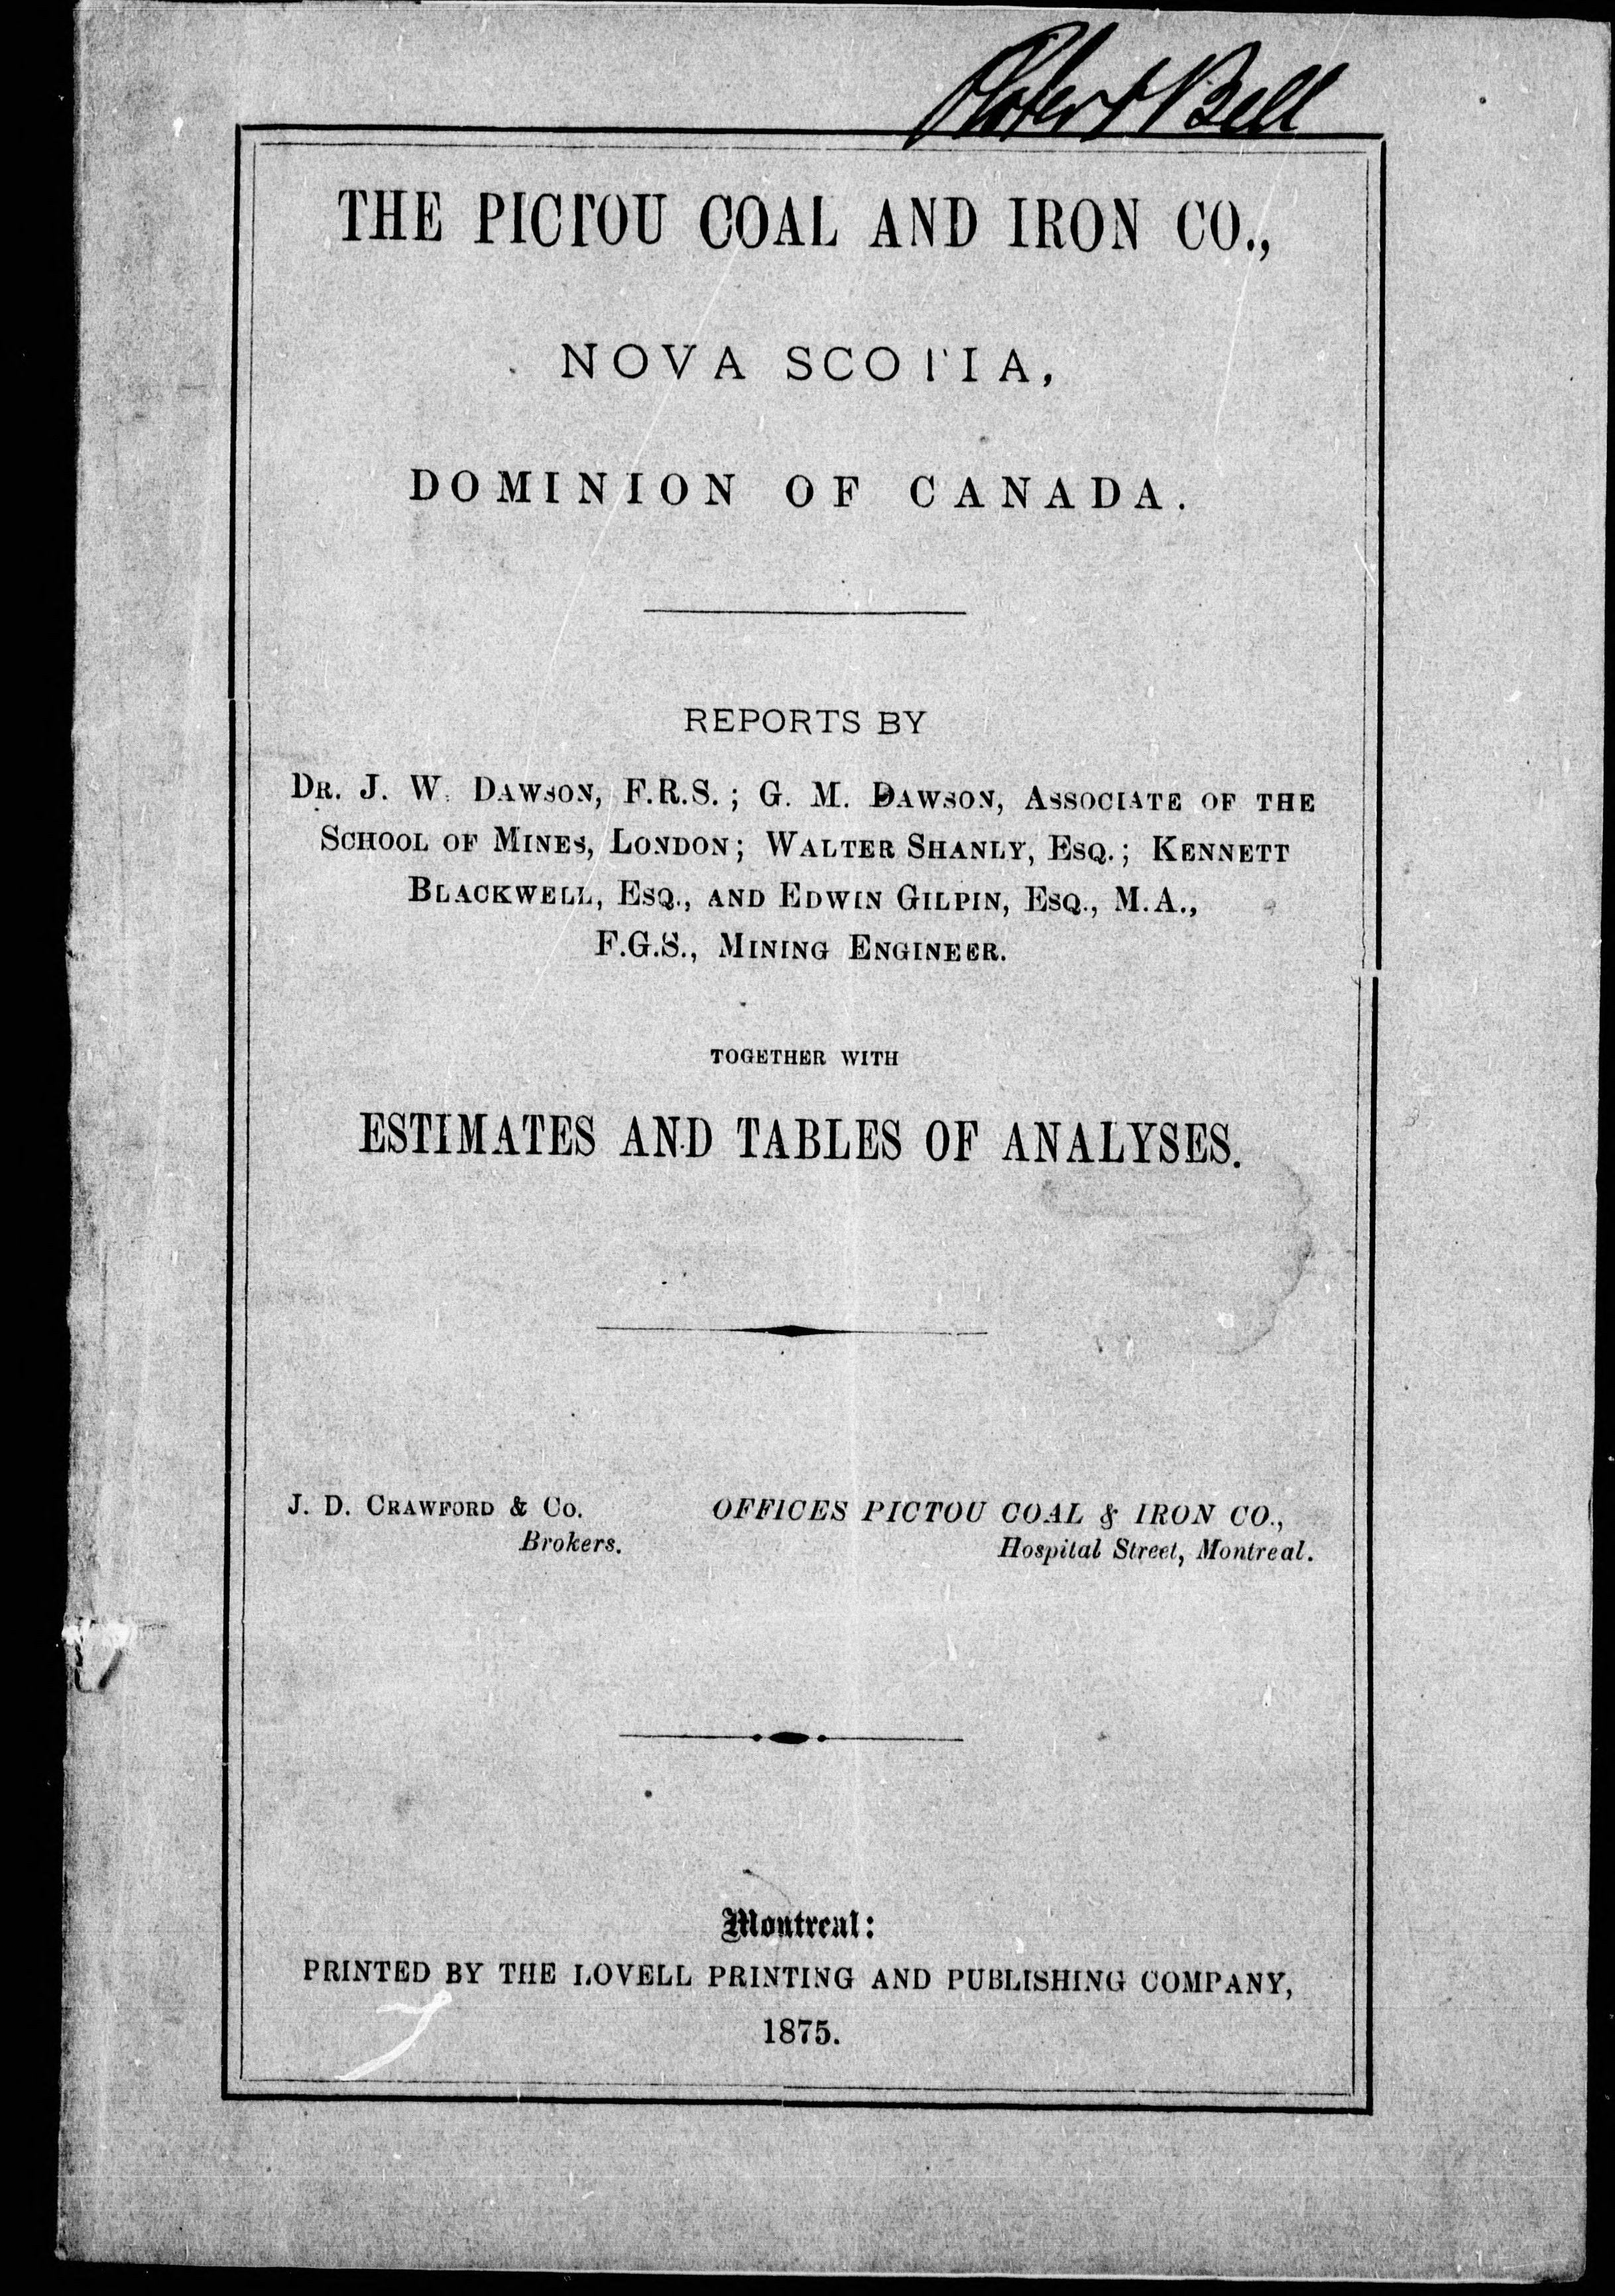 Robert Bell
THE PICTOU COAL AND IRON CO.,
NOVA SCOTIA,
DOMINION OF CANADA.
REPORTS BY
DR. J. W. DAWSON, F.R.S.; G. M. DAWSON, ASSOCIATE OF THE
SCHOOL OF MINES, LONDON; WALTER SHANLY, ESQ.; KENNETT
BLACKWELL, ESQ., AND EDWIN GILPIN, ESQ., M.A.,
F.G.S., MINING ENGINEER.
TOGETHER WITH
ESTIMATES AND TABLES OF ANALYSES.
J. D. CRAWFORD & CO.
Brokers.
OFFICES PICTOU COAL & IRON CO.,
Hospital Street, Montreal.
Montreal:
PRINTED BY THE LOVELL PRINTING AND PUBLISHING COMPANY,
1875.